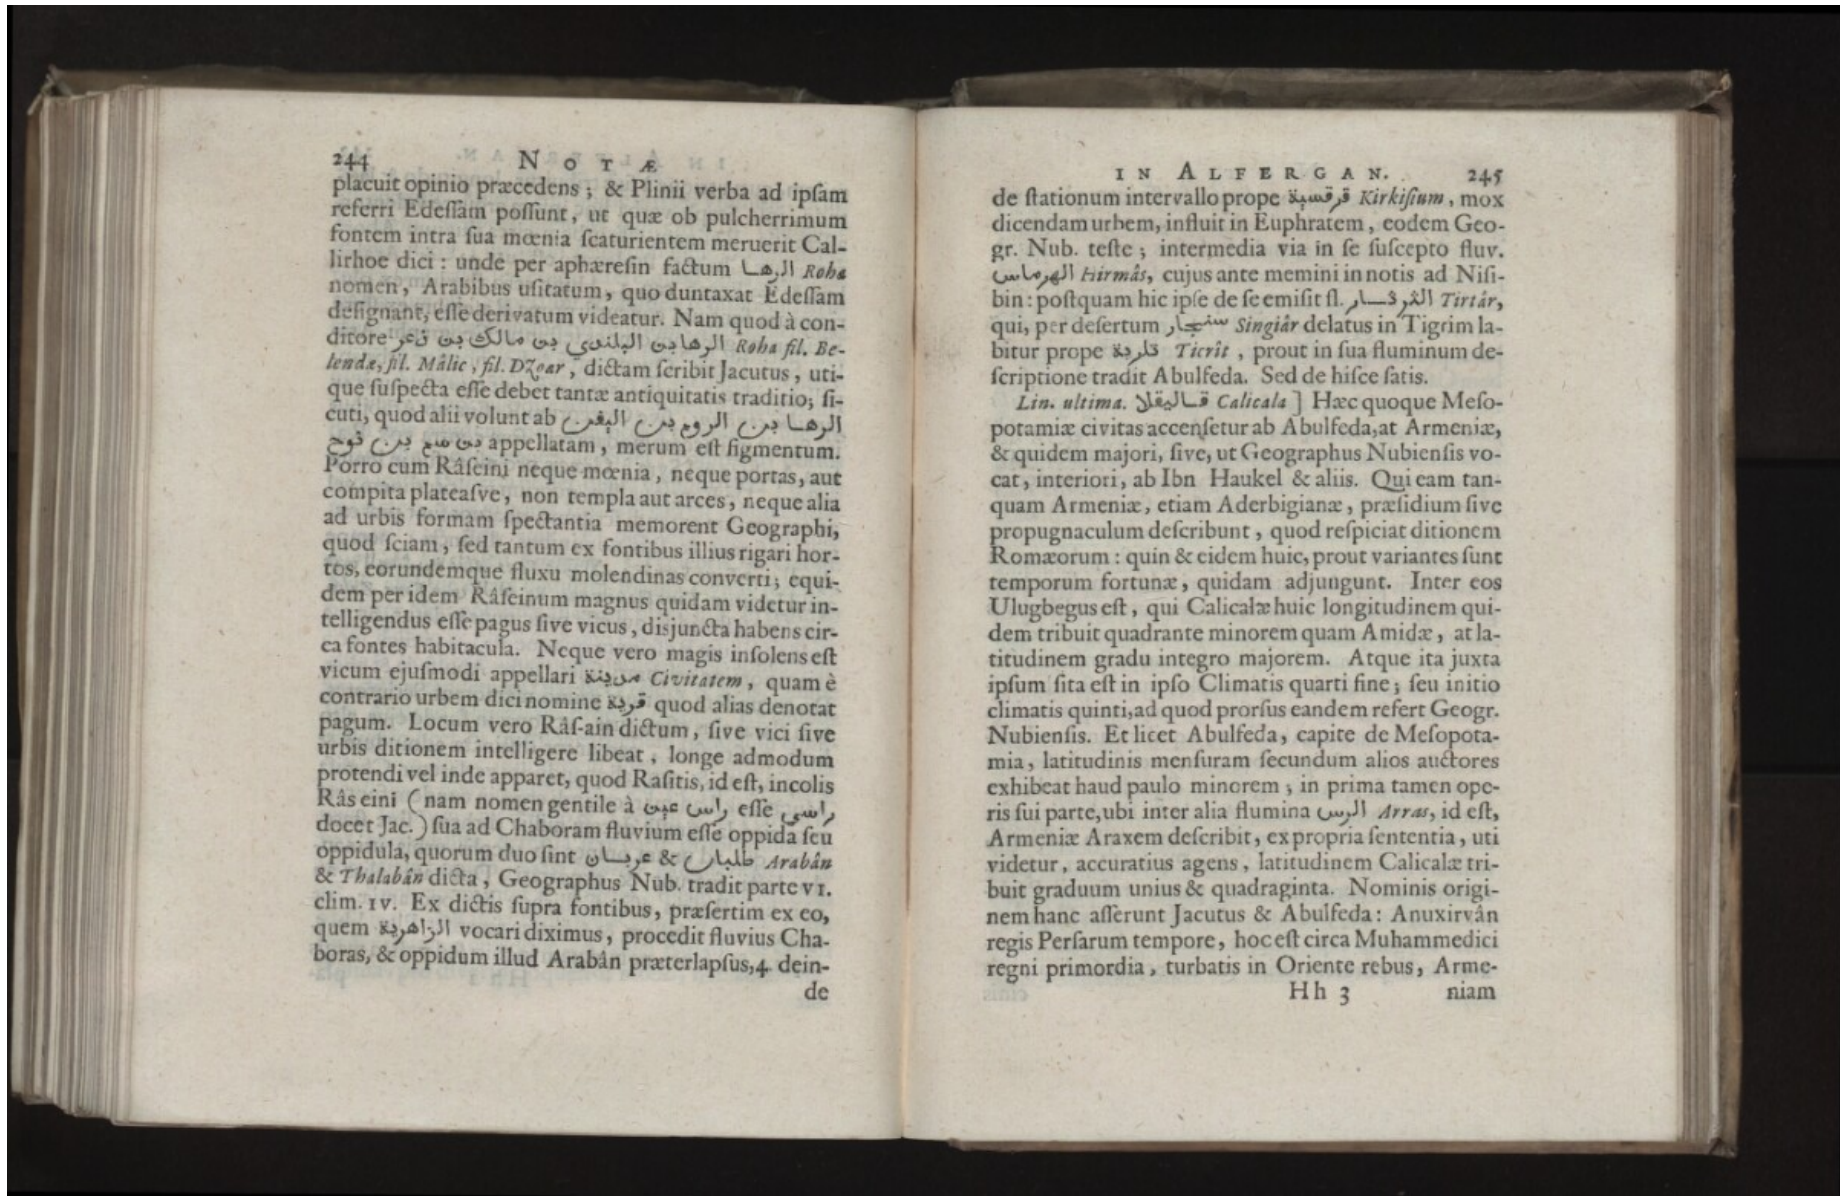 244 NOTÆ
placuit opinio præcedens; & Plinii verba ad ipſam
referri Edeſſam poſſunt, ut quæ ob pulcherrimum
fontem intra ſua mœnia ſcaturientem meruerit Cal-
lirhoe dici: unde per aphæreſin factum الرها Roha
nomen, Arabibus uſitatum, quo duntaxat Edeſſam
deſignant, eſſe derivatum videatur. Nam quod à con-
ditore الرها بن البلندي بن مالك بن ذعر Roha fil. Be-
lendæ, fil. Mâlic, fil. Dzoar, dictam ſcribit Jacutus, uti-
que ſuſpecta eſſe debet tantæ antiquitatis traditio; ſi-
cuti, quod alii volunt ab الرها بن الروم بن
بن سم بن نوح appellatam, merum eſt figmentum.
Porro cum Râſeini neque mœnia, neque portas, aut
compita plateaſve, non templa aut arces, neque alia
ad urbis formam ſpectantia memorent Geographi,
quod ſciam, ſed tantum ex fontibus illius rigari hor-
tos, eorundemque fluxu molendinas converti; equi-
dem per idem Râſeinum magnus quidam videtur in-
telligendus eſſe pagus ſive vicus, disjuncta habens cir-
ca fontes habitacula. Neque vero magis inſolens eſt
vicum ejuſmodi appellari مدينة Civitatem, quam è
contrario urbem dici nomine قرية quod alias denotat
pagum. Locum vero Râſ-ain dictum, ſive vici ſive
urbis ditionem intelligere libeat, longe admodum
protendi vel inde apparet, quod Raſitis, id eſt, incolis
Râs eini (nam nomen gentile à راس عين eſſe راسي
docet Jac.) ſua ad Chaboram fluvium eſſe oppida ſeu
oppidula, quorum duo ſint عربان & طلبان Arabân
& Thalabân dicta, Geographus Nub. tradit parte VI.
clim. IV. Ex dictis ſupra fontibus, præſertim ex eo,
quem الزاهرية vocari diximus, procedit fluvius Cha-
boras, & oppidum illud Arabân præterlapſus, 4. dein-
de
IN ALFERGAN. 245
de ſtationum intervallo prope قرقسية Kirkiſium, mox
dicendam urbem, influit in Euphratem, eodem Geo-
gr. Nub. teſte; intermedia via in ſe ſuſcepto fluv.
الهرماس Hirmâs, cujus ante memini in notis ad Niſi-
bin: poſtquam hic ipſe de ſe emiſit fl. الثرثار Tirtâr,
qui, per deſertum سنجار Singiâr delatus in Tigrim la-
bitur prope Ticrît, prout in ſua fluminum de-
ſcriptione tradit Abulfeda. Sed de hiſce ſatis.
Lin. ultima. قاليقلا Calicala] Hæc quoque Meſo-
potamiæ civitas accenſetur ab Abulfeda, at Armeniæ,
& quidem majori, ſive, ut Geographus Nubienſis vo-
cat, interiori, ab Ibn Haukel & aliis. Qui eam tan-
quam Armeniæ, etiam Aderbigianæ, præſidium ſive
propugnaculum deſcribunt, quod reſpiciat ditionem
Romæorum: quin & eidem huic, prout variantes ſunt
temporum fortunæ, quidam adjungunt. Inter eos
Ulugbegus eſt, qui Calicalæ huic longitudinem qui-
dem tribuit quadrante minorem quam Amidæ, at la-
titudinem gradu integro majorem. Atque ita juxta
ipſum ſita eſt in ipſo Climatis quarti fine; ſeu initio
climatis quinti, ad quod prorſus eandem refert Geogr.
Nubienſis. Et licet Abulfeda, capite de Meſopota-
mia, latitudinis menſuram ſecundum alios auctores
exhibeat haud paulo minorem; in prima tamen ope-
ris ſui parte, ubi inter alia flumina الرس Arras, id eſt,
Armeniæ Araxem deſcribit, ex propria ſententia, uti
videtur, accuratius agens, latitudinem Calicalæ tri-
buit graduum unius & quadraginta. Nominis origi-
nem hanc aſſerunt Jacutus & Abulfeda: Anuxirvân
regis Perſarum tempore, hoc eſt circa Muhammedici
regni primordia, turbatis in Oriente rebus, Arme-
Hh 3 niam